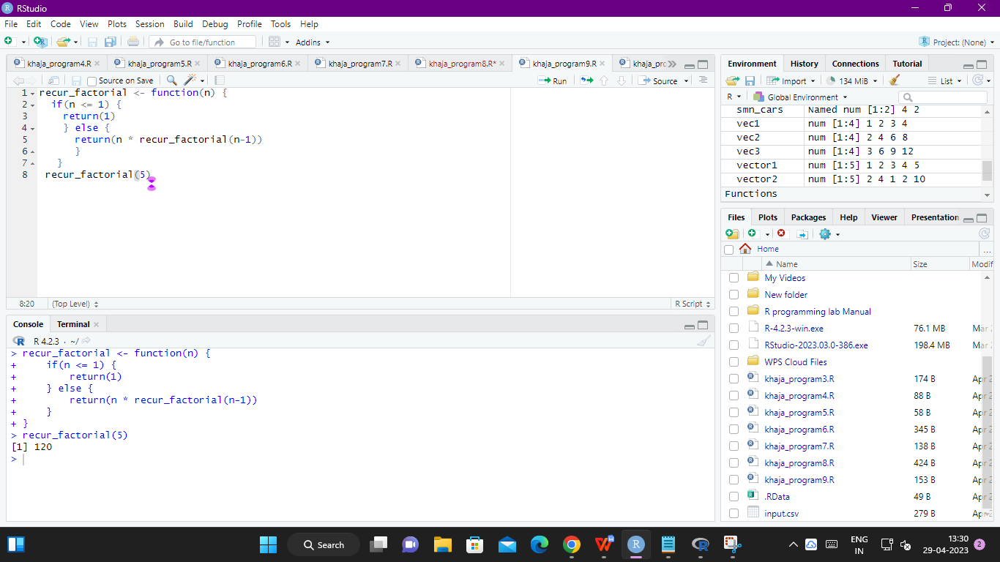 RStudio
File Edit Code View Plots Session Build Debug Profile Tools Help
Go to file/function Addins Project: (None)
khaja_program4.R khaja_program5.R khaja_program6.R khaja_program7.R khaja_program8.R* khaja_program9.R khaja_prc
Source on Save Run Source
1 recur_factorial <- function(n) {
2 if(n <= 1) {
3 return(1)
4 } else {
5 return(n * recur_factorial(n-1))
6 }
7 }
8 recur_factorial(5)
8:20 (Top Level) R Script
Console Terminal
R 4.2.3 · ~/
> recur_factorial <- function(n) {
+ if(n <= 1) {
+ return(1)
+ } else {
+ return(n * recur_factorial(n-1))
+ }
+ }
> recur_factorial(5)
[1] 120
>
Environment History Connections Tutorial
Import 134 MiB List
R Global Environment
smn_cars Named num [1:2] 4 2
vec1 num [1:4] 1 2 3 4
vec2 num [1:4] 2 4 6 8
vec3 num [1:4] 3 6 9 12
vector1 num [1:5] 1 2 3 4 5
vector2 num [1:5] 2 4 1 2 10
Functions
Files Plots Packages Help Viewer Presentation
Home ...
Name Size Modif
My Videos
New folder
R programming lab Manual
R-4.2.3-win.exe 76.1 MB Mar
RStudio-2023.03.0-386.exe 198.4 MB Mar
WPS Cloud Files
khaja_program3.R 174 B Apr 2
khaja_program4.R 88 B Apr 2
khaja_program5.R 58 B Apr 2
khaja_program6.R 345 B Apr 2
khaja_program7.R 138 B Apr 2
khaja_program8.R 424 B Apr 2
khaja_program9.R 153 B Apr 2
.RData 49 B Apr 2
input.csv 279 B Apr 2
Search
ENG
IN
13:30
29-04-2023
2